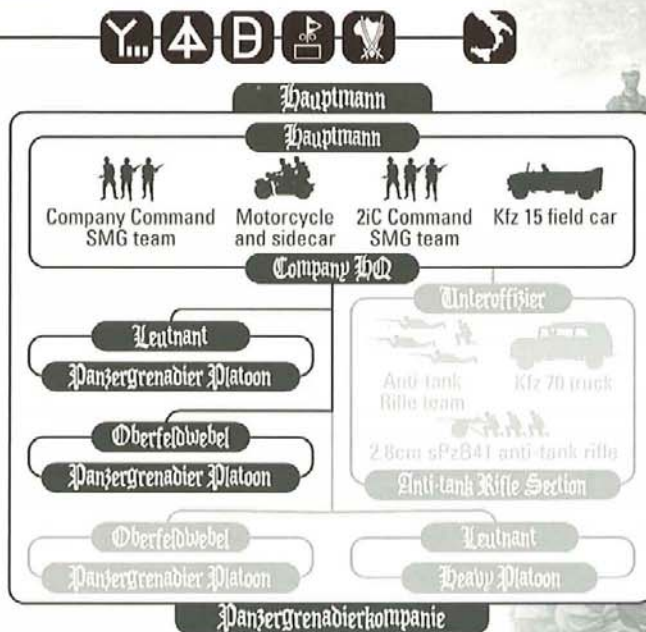 Hauptmann
Hauptmann
Company Command
SMG team
Motorcycle
and sidecar
2iC Command
SMG team
Kfz 15 field car
Company HQ
Unteroffizier
Anti-tank
Rifle team
Kfz 70 truck
2.8cm sPzB41 anti-tank rifle
Anti-tank Rifle Section
Leutnant
Panzergrenadier Platoon
Oberfeldwebel
Panzergrenadier Platoon
Oberfeldwebel
Panzergrenadier Platoon
Leutnant
Heavy Platoon
Panzergrenadierkompanie